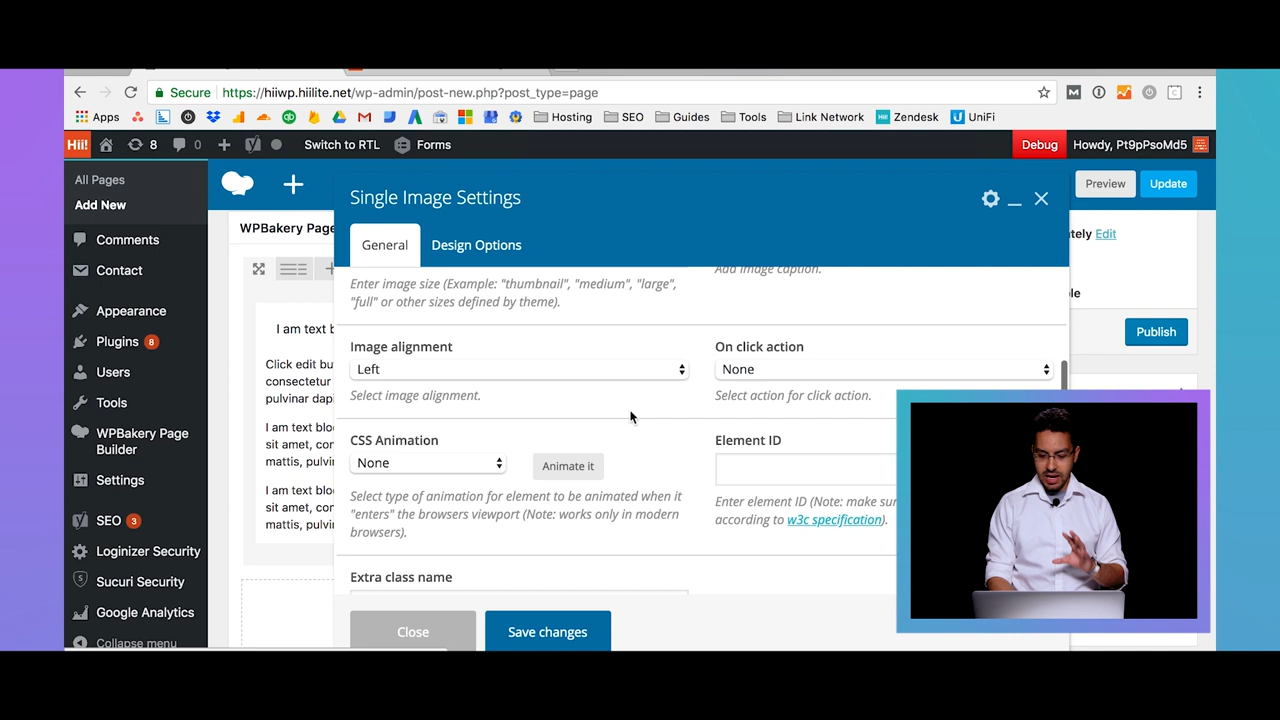 Secure
https://hiiwp.hiilite.net/wp-admin/post-new.php?post_type=page
Apps
Hosting
SEO
Guides
Tools
Link Network
Hii
Zendesk
UniFi
Hii!
8
0
Switch to RTL
Forms
Debug
Howdy, Pt9pPsoMd5
All Pages
Add New
Comments
Contact
Appearance
Plugins 8
Users
Tools
WPBakery Page
Builder
Settings
SEO 3
Loginizer Security
Sucuri Security
Google Analytics
Collapse menu
Preview
Update
WPBakery Page
I am text b
Click edit bu
consectetur
pulvinar dap
I am text blo
sit amet, con
mattis, pulvin
I am text blo
sit amet, con
mattis, pulvin
Single Image Settings
General
Design Options
Enter image size (Example: "thumbnail", "medium", "large",
"full" or other sizes defined by theme).
Add image caption.
Image alignment
Left
Select image alignment.
On click action
None
Select action for click action.
CSS Animation
None
Animate it
Select type of animation for element to be animated when it
"enters" the browsers viewport (Note: works only in modern
browsers).
Element ID
Enter element ID (Note: make sur
according to w3c specification).
Extra class name
Close
Save changes
tely Edit
le
Publish